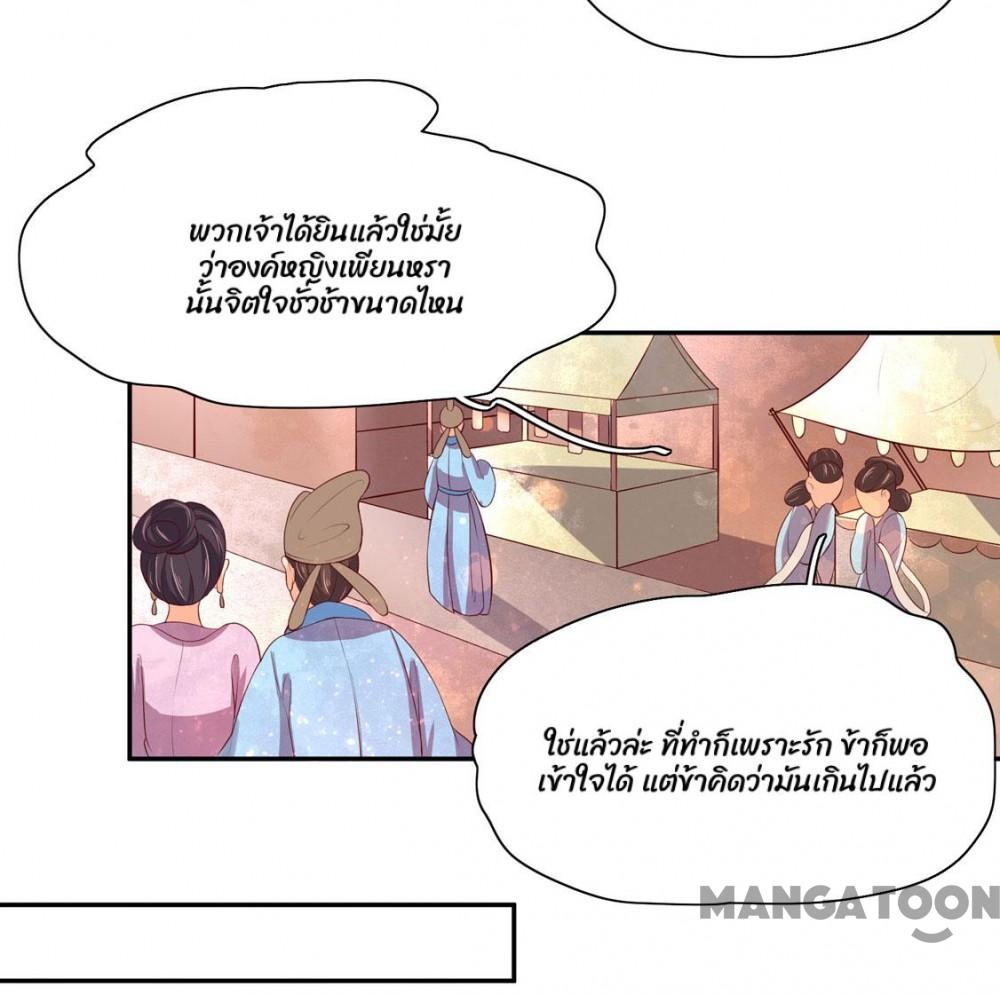 พวกเจ้าได้ยินแล้วใช่มั้ย
ว่าองค์หญิงเพียนหรา
นั้นจิตใจชั่วช้าขนาดไหน
ใช่แล้วล่ะ ที่ทำก็เพราะรัก ข้าก็พอ
เข้าใจได้ แต่ข้าคิดว่ามันเกินไปแล้ว
MANGATOON